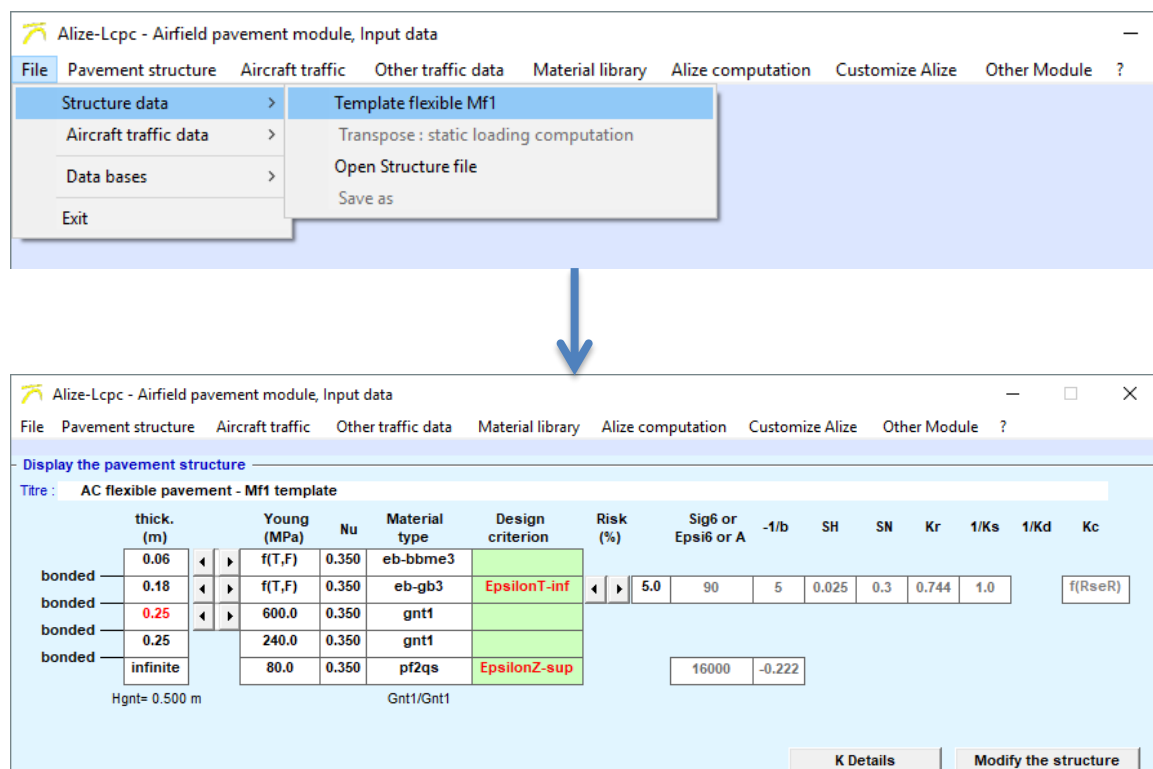 Alize-Lcpc - Airfield pavement module, Input data
File Pavement structure Aircraft traffic Other traffic data Material library Alize computation Customize Alize Other Module ?
Structure data > Template flexible Mf1
Aircraft traffic data > Transpose : static loading computation
Data bases > Open Structure file
Save as
Exit
Alize-Lcpc - Airfield pavement module, Input data
File Pavement structure Aircraft traffic Other traffic data Material library Alize computation Customize Alize Other Module ?
Display the pavement structure
Titre : AC flexible pavement - Mf1 template
thick. Young Nu Material Design Risk Sig6 or -1/b SH SN Kr 1/Ks 1/Kd Kc
(m) (MPa) type criterion (%) Epsi6 or A
0.06 f(T,F) 0.350 eb-bbme3
bonded
0.18 f(T,F) 0.350 eb-gb3 EpsilonT-inf 5.0 90 5 0.025 0.3 0.744 1.0 f(RseR)
bonded
0.25 600.0 0.350 gnt1
bonded
0.25 240.0 0.350 gnt1
bonded
infinite 80.0 0.350 pf2qs EpsilonZ-sup 16000 -0.222
Hgnt= 0.500 m Gnt1/Gnt1
K Details Modify the structure